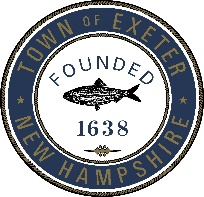 TOWN OF EXETER
FOUNDED
1638
NEW HAMPSHIRE